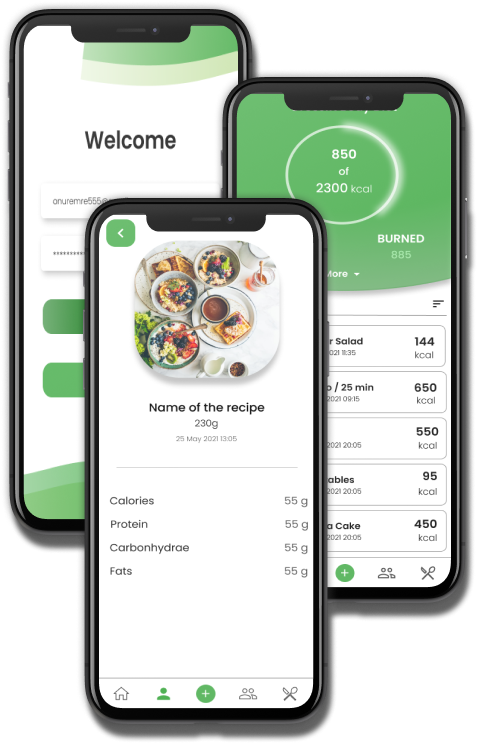 Welcome
onuremre555@
***********
850
of
2300 kcal
BURNED
885
More
Salad
144
2021 11:35
kcal
/ 25 min
650
2021 09:15
kcal
550
2021 20:05
kcal
95
2021 20:05
kcal
Cake
450
2021 20:05
kcal
Name of the recipe
230g
25 May 2021 13:05
Calories 55 g
Protein 55 g
Carbonhydrae 55 g
Fats 55 g